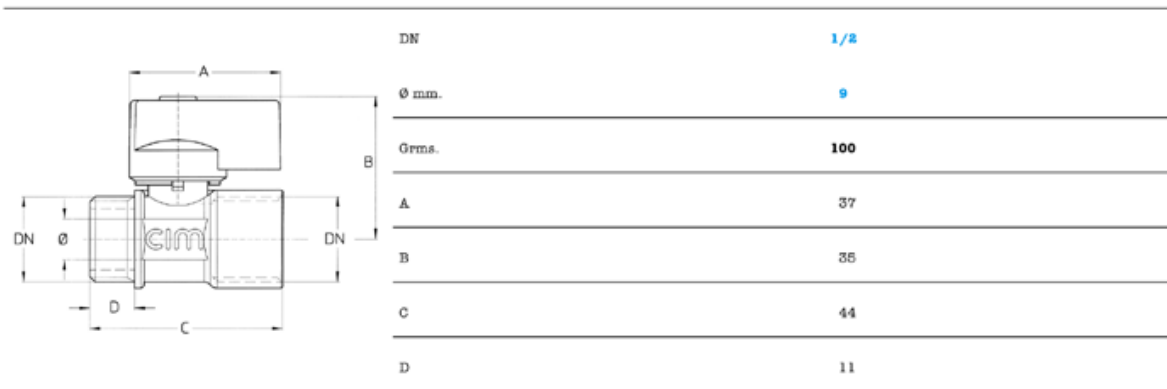 A
B
DN
Ø
cim
DN
D
C
DN 1/2
Ø mm. 9
Grms. 100
A 37
B 35
C 44
D 11